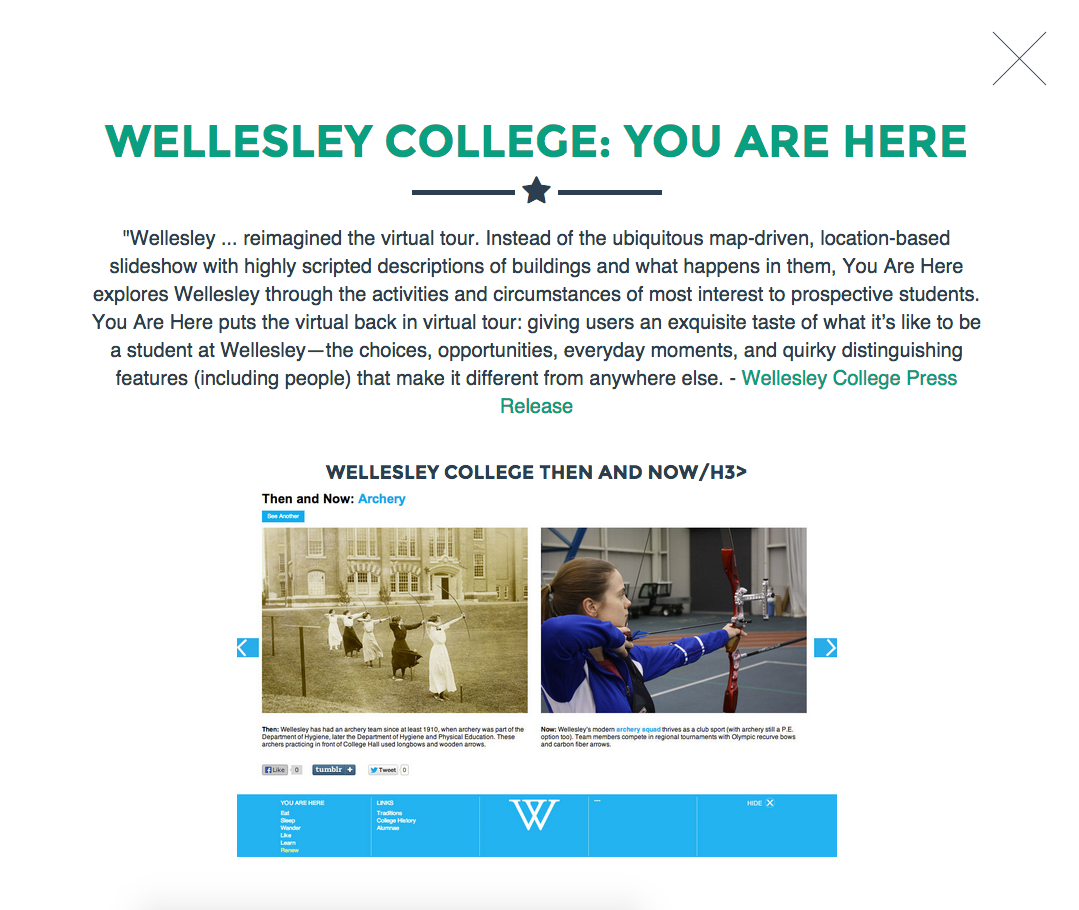 WELLESLEY COLLEGE: YOU ARE HERE
"Wellesley ... reimagined the virtual tour. Instead of the ubiquitous map-driven, location-based
slideshow with highly scripted descriptions of buildings and what happens in them, You Are Here
explores Wellesley through the activities and circumstances of most interest to prospective students.
You Are Here puts the virtual back in virtual tour: giving users an exquisite taste of what it’s like to be
a student at Wellesley—the choices, opportunities, everyday moments, and quirky distinguishing
features (including people) that make it different from anywhere else. - Wellesley College Press
Release
WELLESLEY COLLEGE THEN AND NOW/H3>
Then and Now: Archery
See Another
Then: Wellesley has had an archery team since at least 1910, when archery was part of the
Department of Hygiene, later the Department of Hygiene and Physical Education. These
archers practicing in front of College Hall used longbows and wooden arrows.
Now: Wellesley's modern archery squad thrives as a club sport (with archery still a P.E.
option too). Team members compete in regional tournaments with Olympic recurve bows
and carbon fiber arrows.
Like 0 tumblr + Tweet 0
YOU ARE HERE
Eat
Sleep
Wander
Like
Learn
Renew
LINKS
Traditions
College History
Alumnae
W
HIDE X